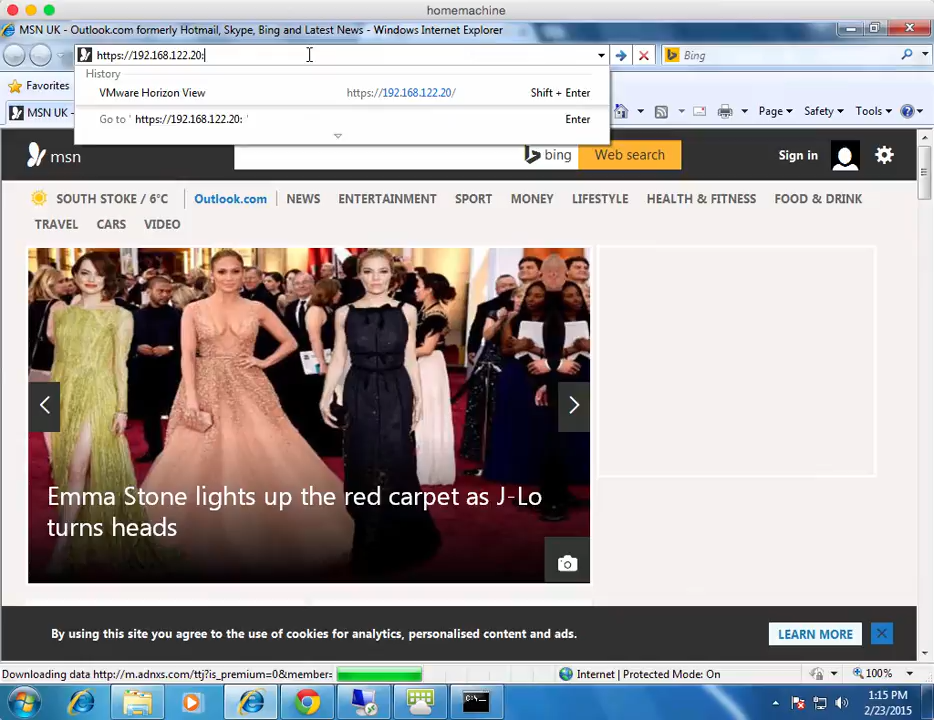 homemachine
MSN UK - Outlook.com formerly Hotmail, Skype, Bing and Latest News - Windows Internet Explorer
https://192.168.122.20:
Bing
History
VMware Horizon View https://192.168.122.20/ Shift + Enter
Go to ' https://192.168.122.20: ' Enter
Favorites
MSN UK -
Page Safety Tools
msn
bing
Web search
Sign in
SOUTH STOKE / 6°C Outlook.com NEWS ENTERTAINMENT SPORT MONEY LIFESTYLE HEALTH & FITNESS FOOD & DRINK
TRAVEL CARS VIDEO
Emma Stone lights up the red carpet as J-Lo
turns heads
By using this site you agree to the use of cookies for analytics, personalised content and ads.
LEARN MORE
Downloading data http://m.adnxs.com/ttj?is_premium=0&member=
Internet | Protected Mode: On
100%
1:15 PM
2/23/2015